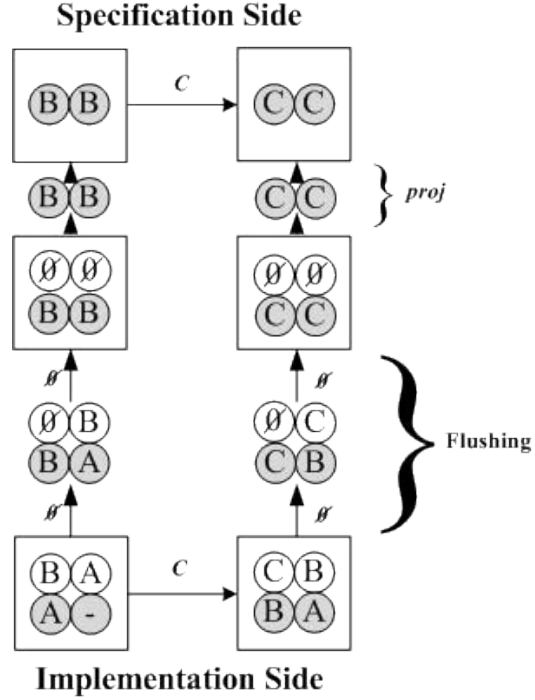 Specification Side
B B C C C
B B C C proj
∅ ∅ ∅ ∅
B B C C
∅ ∅
∅ B ∅ C
B A C B
Flushing
∅ ∅
B A C C B
A - B A
Implementation Side